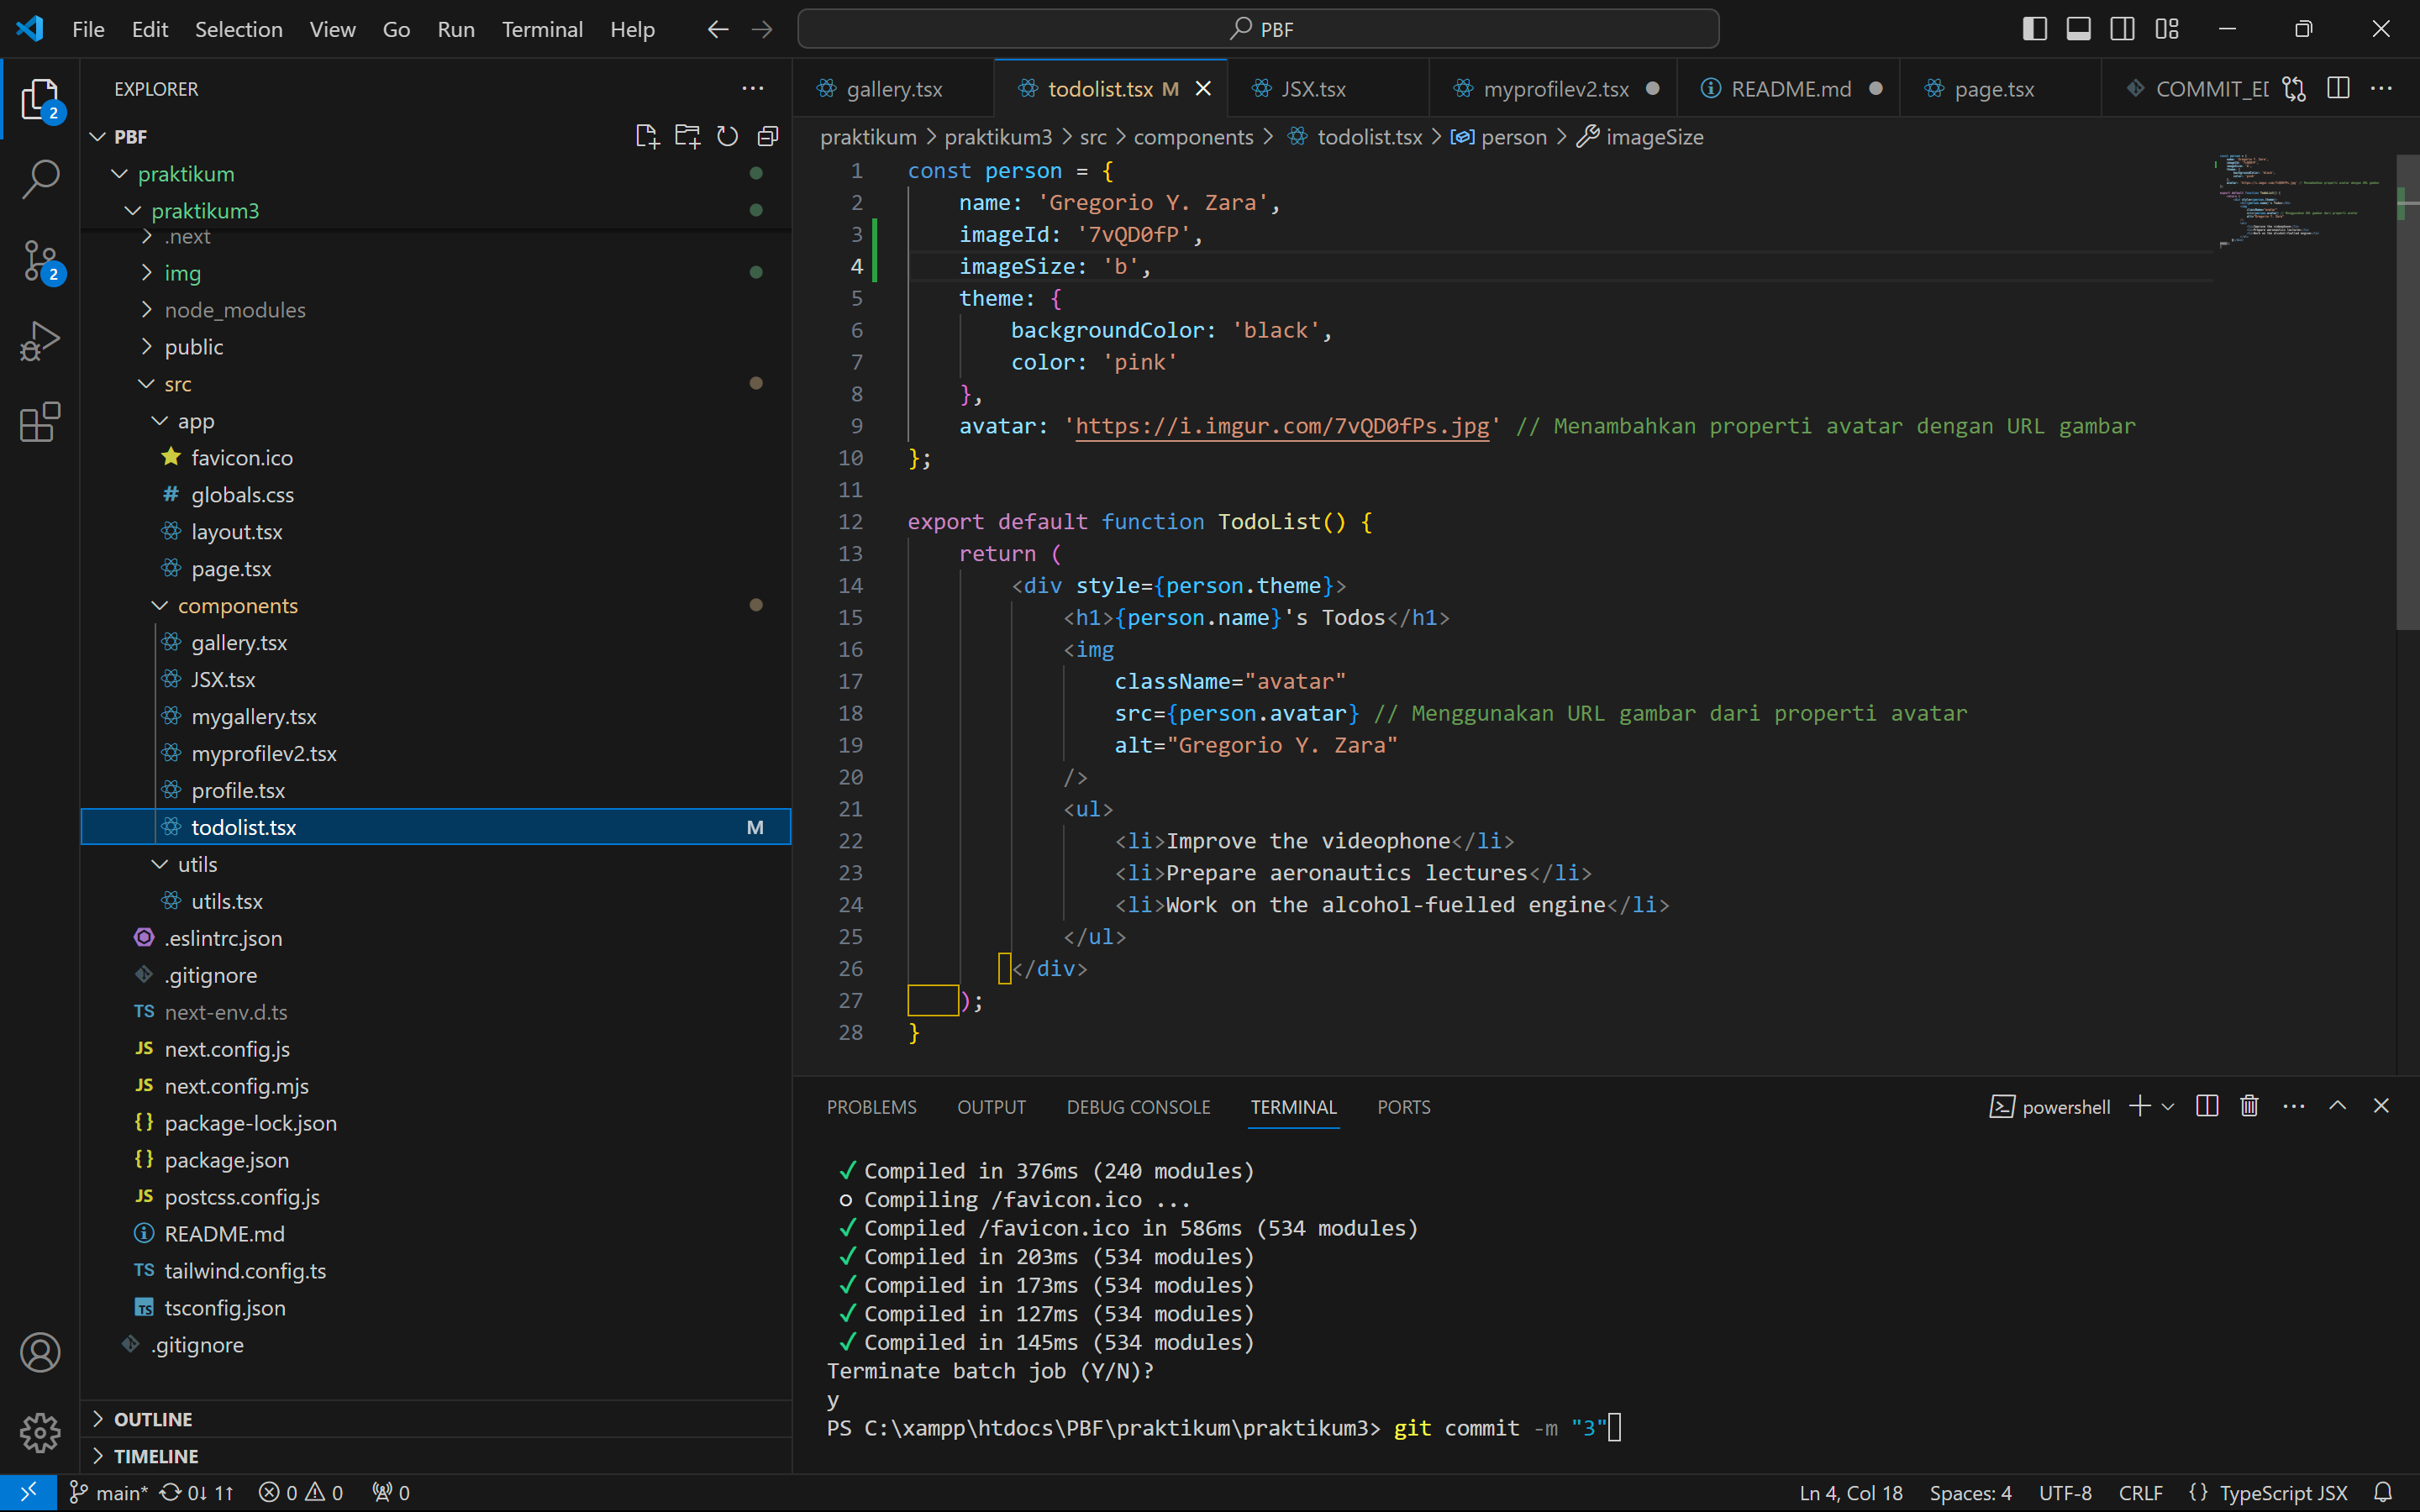 File Edit Selection View Go Run Terminal Help
PBF
EXPLORER
PBF
praktikum
praktikum3
.next
img
node_modules
public
src
app
favicon.ico
globals.css
layout.tsx
page.tsx
components
gallery.tsx
JSX.tsx
mygallery.tsx
myprofilev2.tsx
profile.tsx
todolist.tsx M
utils
utils.tsx
.eslintrc.json
.gitignore
next-env.d.ts
next.config.js
next.config.mjs
package-lock.json
package.json
postcss.config.js
README.md
tailwind.config.ts
tsconfig.json
.gitignore
OUTLINE
TIMELINE
2
2
gallery.tsx todolist.tsx M JSX.tsx myprofilev2.tsx README.md page.tsx COMMIT_E
praktikum > praktikum3 > src > components > todolist.tsx > person > imageSize
1 const person = {
2 name: 'Gregorio Y. Zara',
3 imageId: '7vQD0fP',
4 imageSize: 'b',
5 theme: {
6 backgroundColor: 'black',
7 color: 'pink'
8 },
9 avatar: 'https://i.imgur.com/7vQD0fPs.jpg' // Menambahkan properti avatar dengan URL gambar
10 };
11
12 export default function TodoList() {
13 return (
14 <div style={person.theme}>
15 <h1>{person.name}'s Todos</h1>
16 <img
17 className="avatar"
18 src={person.avatar} // Menggunakan URL gambar dari properti avatar
19 alt="Gregorio Y. Zara"
20 />
21 <ul>
22 <li>Improve the videophone</li>
23 <li>Prepare aeronautics lectures</li>
24 <li>Work on the alcohol-fuelled engine</li>
25 </ul>
26 </div>
27 );
28 }
PROBLEMS OUTPUT DEBUG CONSOLE TERMINAL PORTS
powershell
✓ Compiled in 376ms (240 modules)
○ Compiling /favicon.ico ...
✓ Compiled /favicon.ico in 586ms (534 modules)
✓ Compiled in 203ms (534 modules)
✓ Compiled in 173ms (534 modules)
✓ Compiled in 127ms (534 modules)
✓ Compiled in 145ms (534 modules)
Terminate batch job (Y/N)?
y
PS C:\xampp\htdocs\PBF\praktikum\praktikum3> git commit -m "3"
main* 0↓ 1↑ 0 0 0
Ln 4, Col 18 Spaces: 4 UTF-8 CRLF {} TypeScript JSX